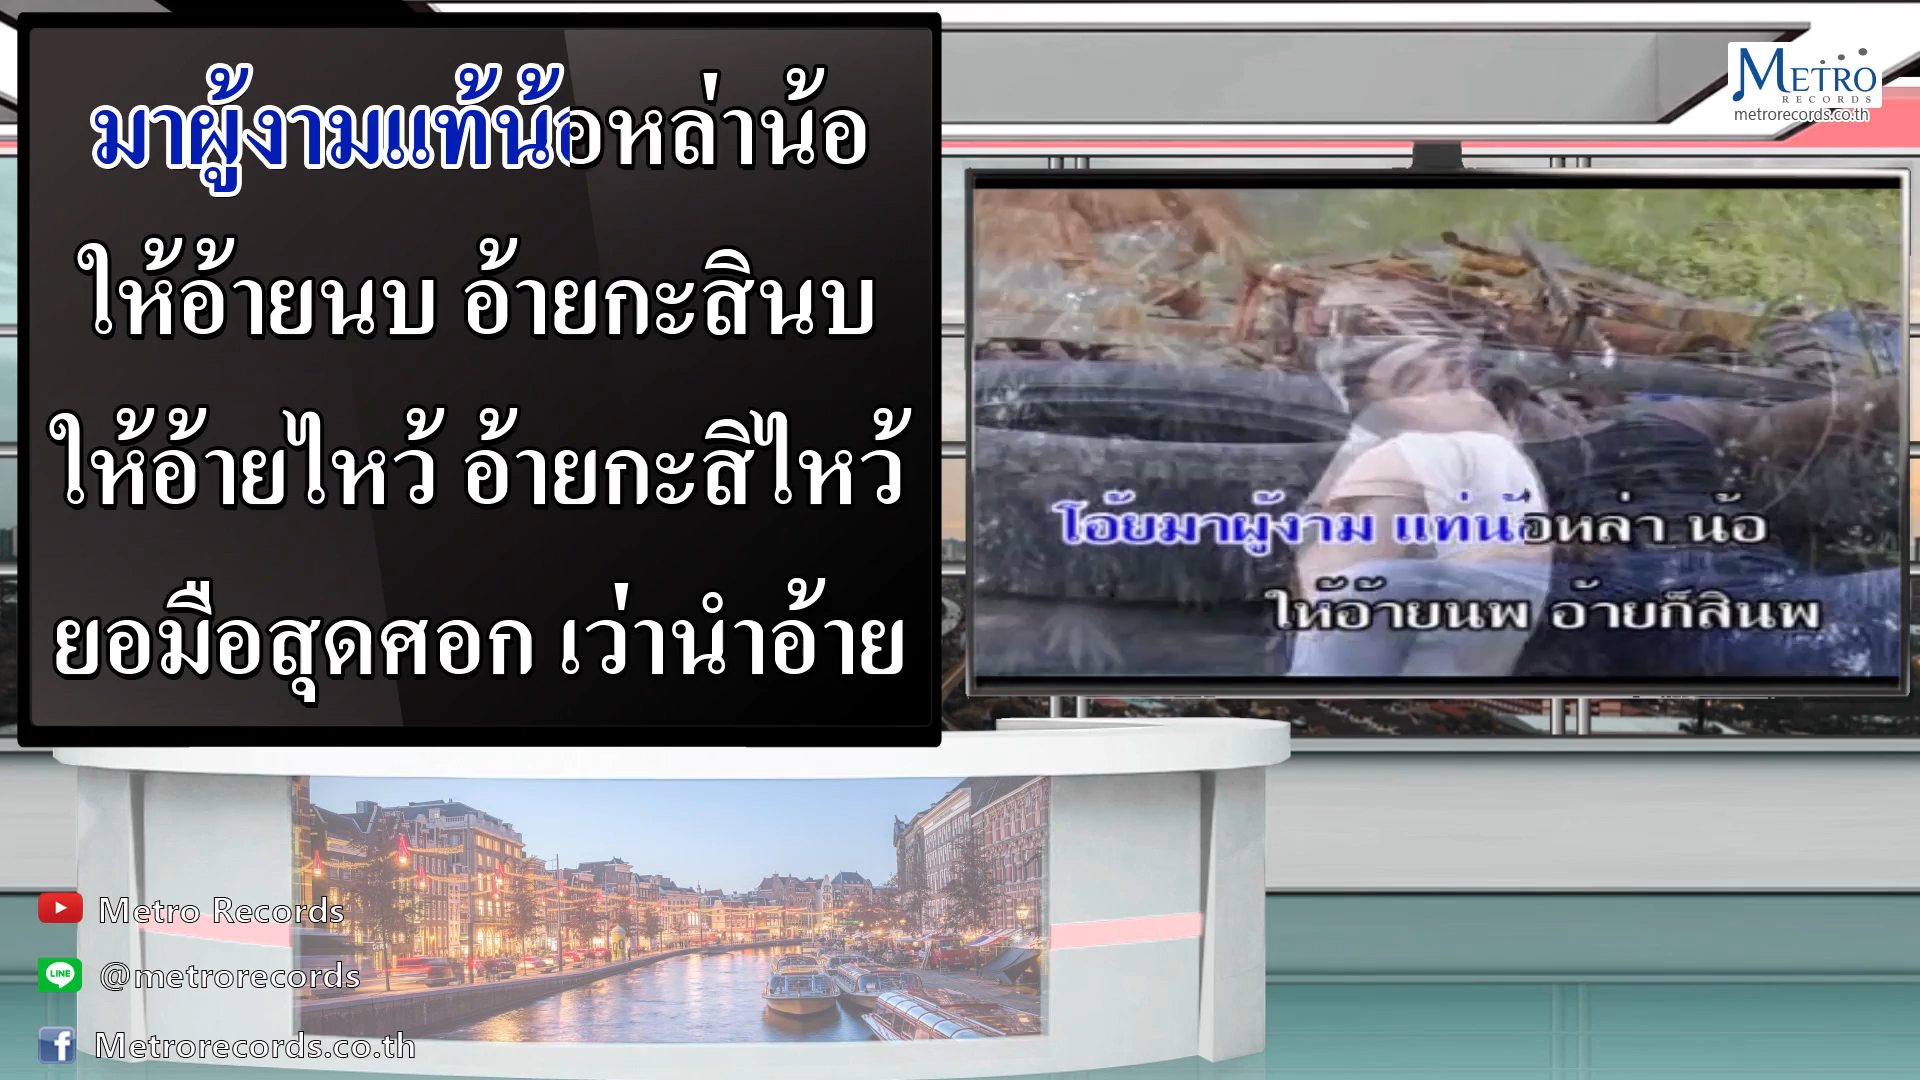 มาผู้งามแท้น้อหล่าน้อ
ให้อ้ายนบ อ้ายกะสินบ
ให้อ้ายไหว้ อ้ายกะสิไหว้
ยอมือสุดศอก เว่านำอ้าย
METRO
RECORDS
metrorecords.co.th
โอ้ยมาผู้งาม แท่น้อหล่า น้อ
ให้อ้ายนพ อ้ายก็สินพ
Metro Records
LINE
@metrorecords
f
Metrorecords.co.th